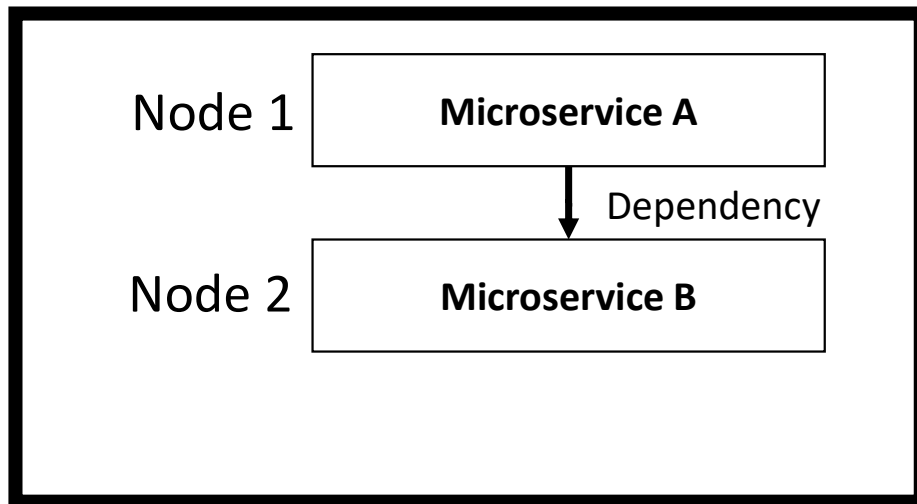 Node 1
Microservice A
Dependency
Node 2
Microservice B